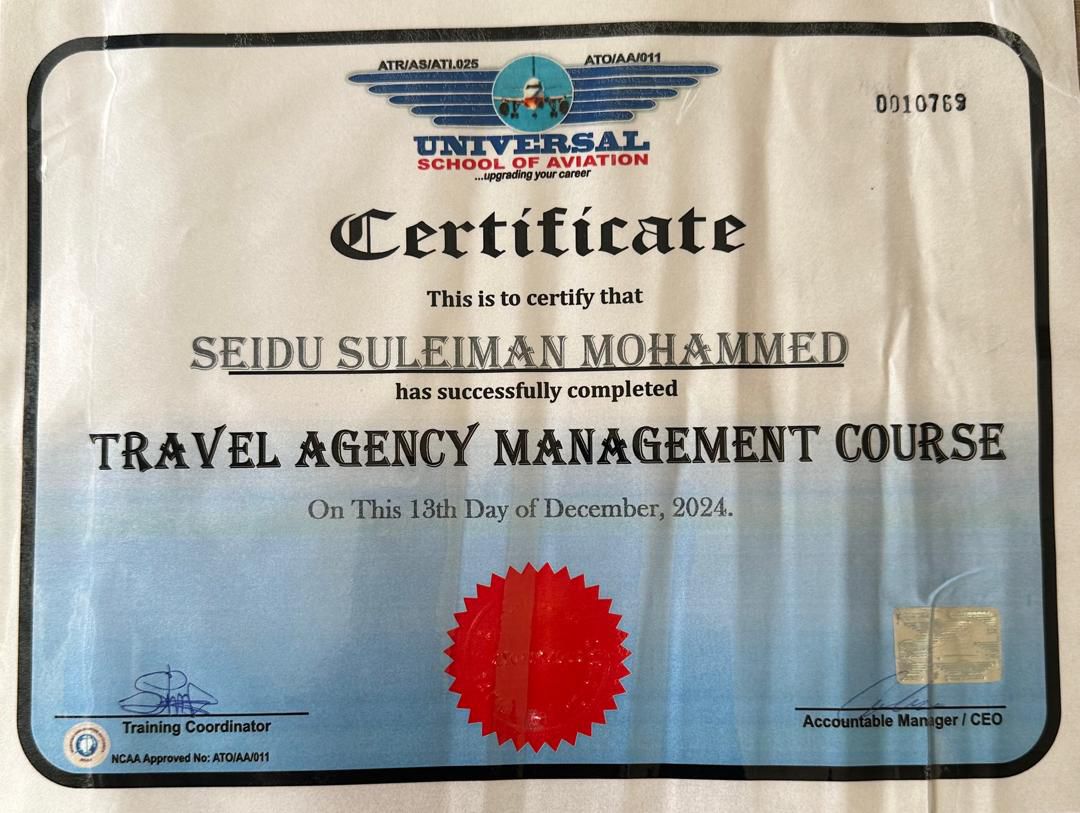 ATR/AS/ATI.025
ATO/AA/011
0010769
UNIVERSAL
SCHOOL OF AVIATION
...upgrading your career
Certificate
This is to certify that
SEIDU SULEIMAN MOHAMMED
has successfully completed
TRAVEL AGENCY MANAGEMENT COURSE
On This 13th Day of December, 2024.
Training Coordinator
Accountable Manager / CEO
NCAA Approved No: ATO/AA/011